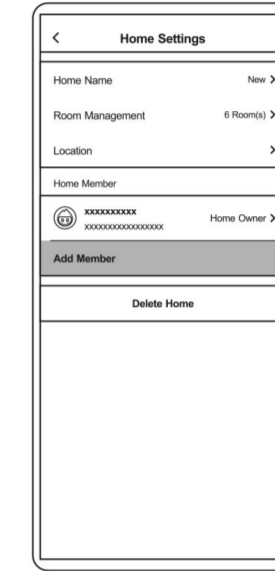 Home Settings
Home Name New
Room Management 6 Room(s)
Location
Home Member
xxxxxxxxxx
xxxxxxxxxxxxxxxxx
Home Owner
Add Member
Delete Home